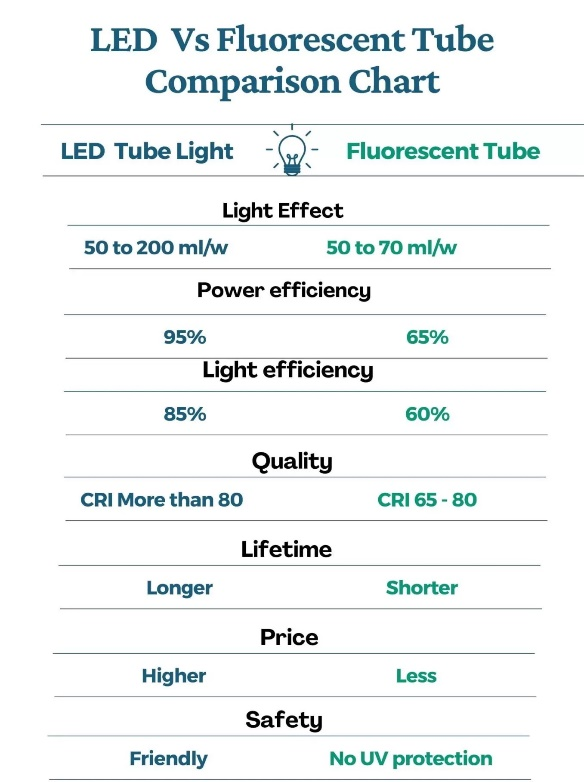 LED Vs Fluorescent Tube
Comparison Chart
LED Tube Light
Fluorescent Tube
Light Effect
50 to 200 ml/w
50 to 70 ml/w
Power efficiency
95%
65%
Light efficiency
85%
60%
Quality
CRI More than 80
CRI 65 - 80
Lifetime
Longer
Shorter
Price
Higher
Less
Safety
Friendly
No UV protection